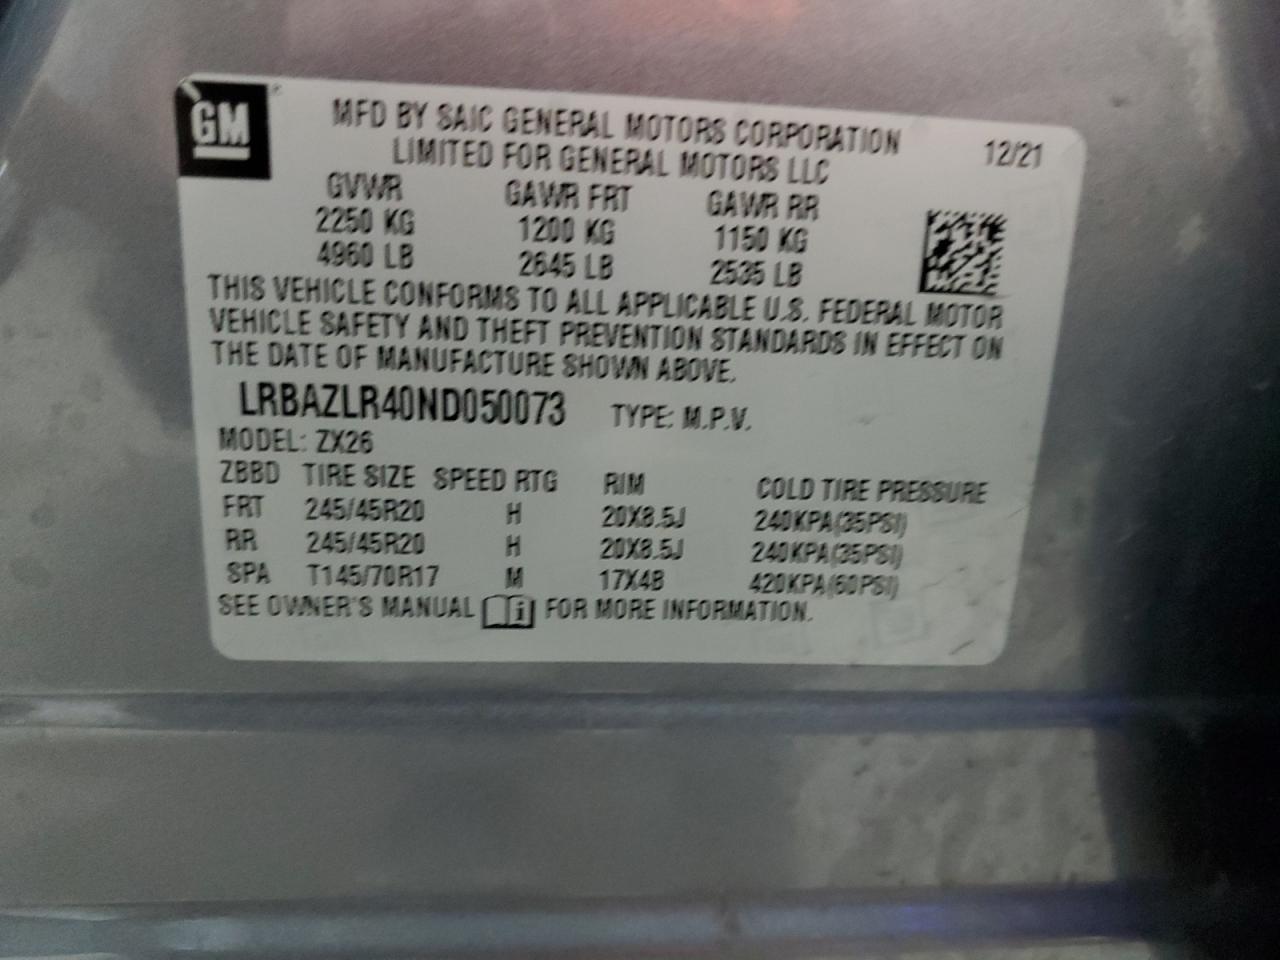 GM
MFD BY SAIC GENERAL MOTORS CORPORATION
LIMITED FOR GENERAL MOTORS LLC
12/21
GVWR GAWR FRT GAWR RR
2250 KG 1200 KG 1150 KG
4960 LB 2645 LB 2535 LB
THIS VEHICLE CONFORMS TO ALL APPLICABLE U.S. FEDERAL MOTOR
VEHICLE SAFETY AND THEFT PREVENTION STANDARDS IN EFFECT ON
THE DATE OF MANUFACTURE SHOWN ABOVE.
LRBAZLR40ND050073 TYPE: M.P.V.
MODEL: ZX26
ZBBD TIRE SIZE SPEED RTG RIM COLD TIRE PRESSURE
FRT 245/45R20 H 20X8.5J 240KPA(35PSI)
RR 245/45R20 H 20X8.5J 240KPA(35PSI)
SPA T145/70R17 M 17X4B 420KPA(60PSI)
SEE OWNER'S MANUAL i FOR MORE INFORMATION.